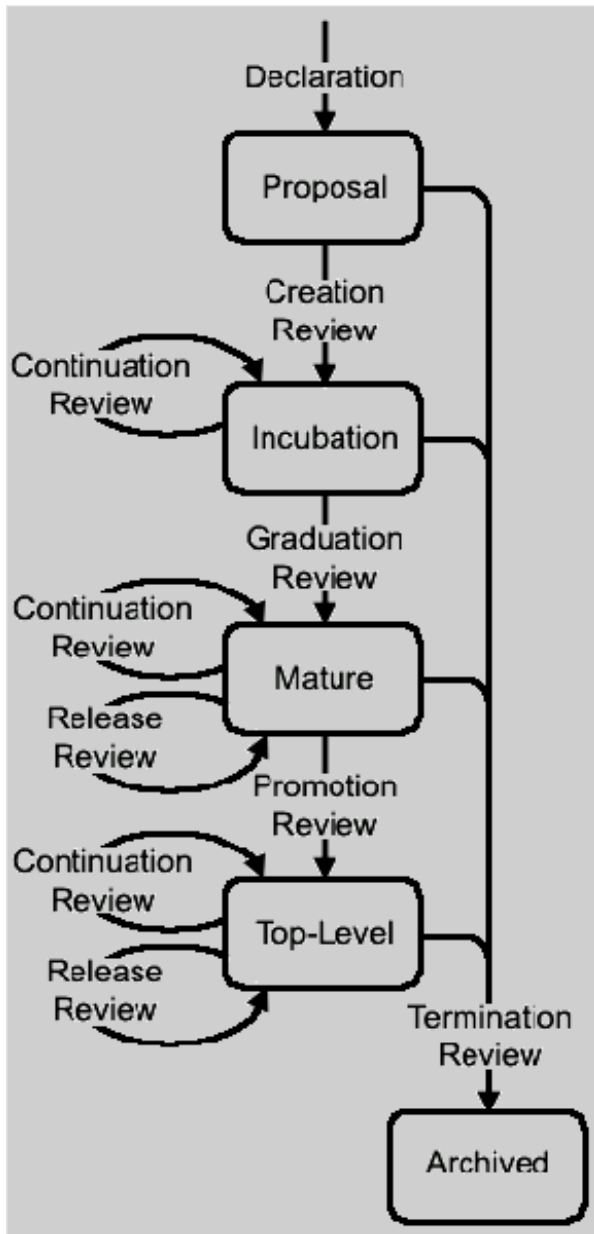 Declaration
Proposal
Creation
Review
Continuation
Review
Incubation
Graduation
Review
Continuation
Review
Mature
Release
Review
Promotion
Review
Continuation
Review
Top-Level
Release
Review
Termination
Review
Archived